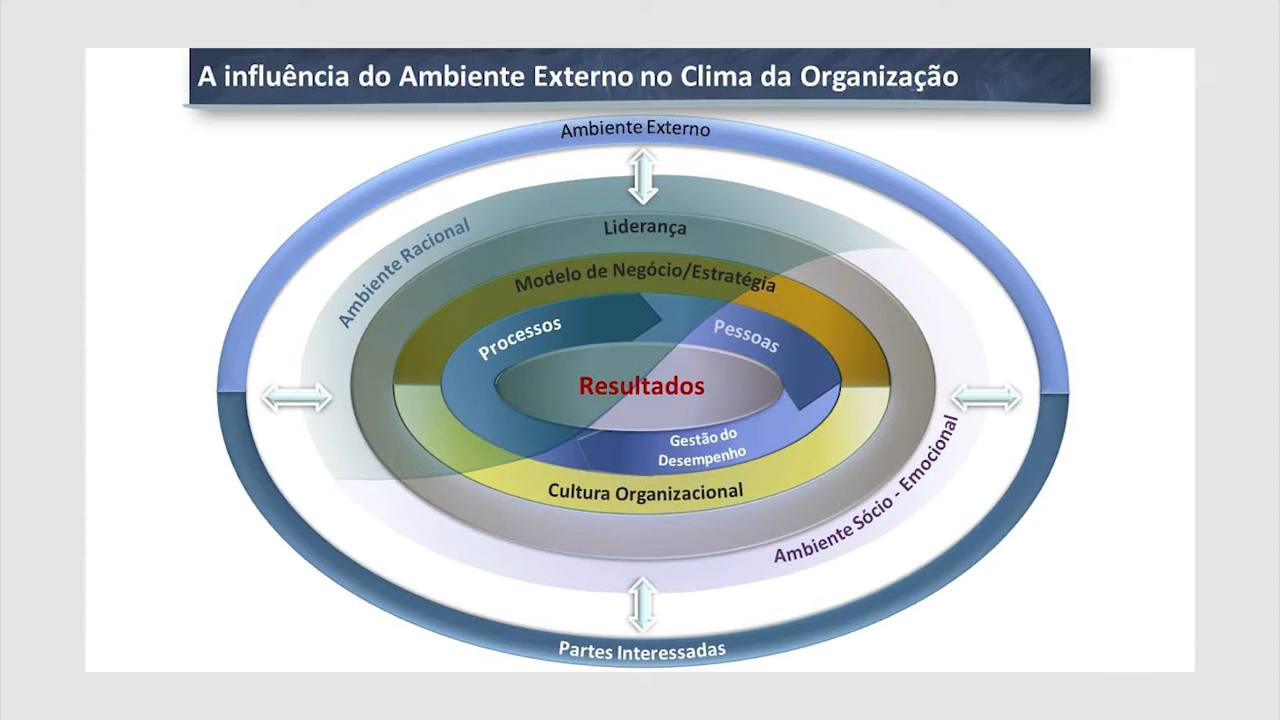 A influência do Ambiente Externo no Clima da Organização
Ambiente Externo
Ambiente Racional
Liderança
Modelo de Negócio/Estratégia
Processos
Pessoas
Resultados
Gestão do
Desempenho
Cultura Organizacional
Ambiente Sócio - Emocional
Partes Interessadas